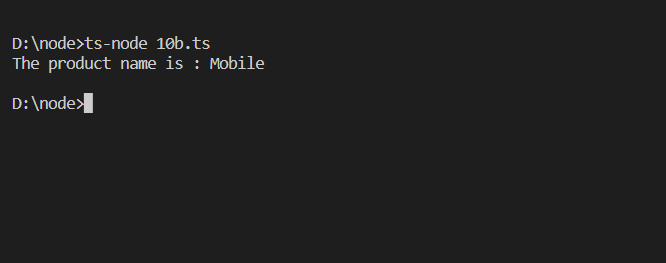 D:\node>ts-node 10b.ts
The product name is : Mobile
D:\node>